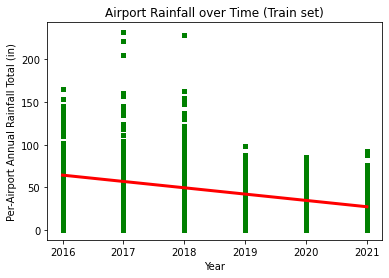 Airport Rainfall over Time (Train set)
Per-Airport Annual Rainfall Total (in)
200
150
100
50
0
2016 2017 2018 2019 2020 2021
Year